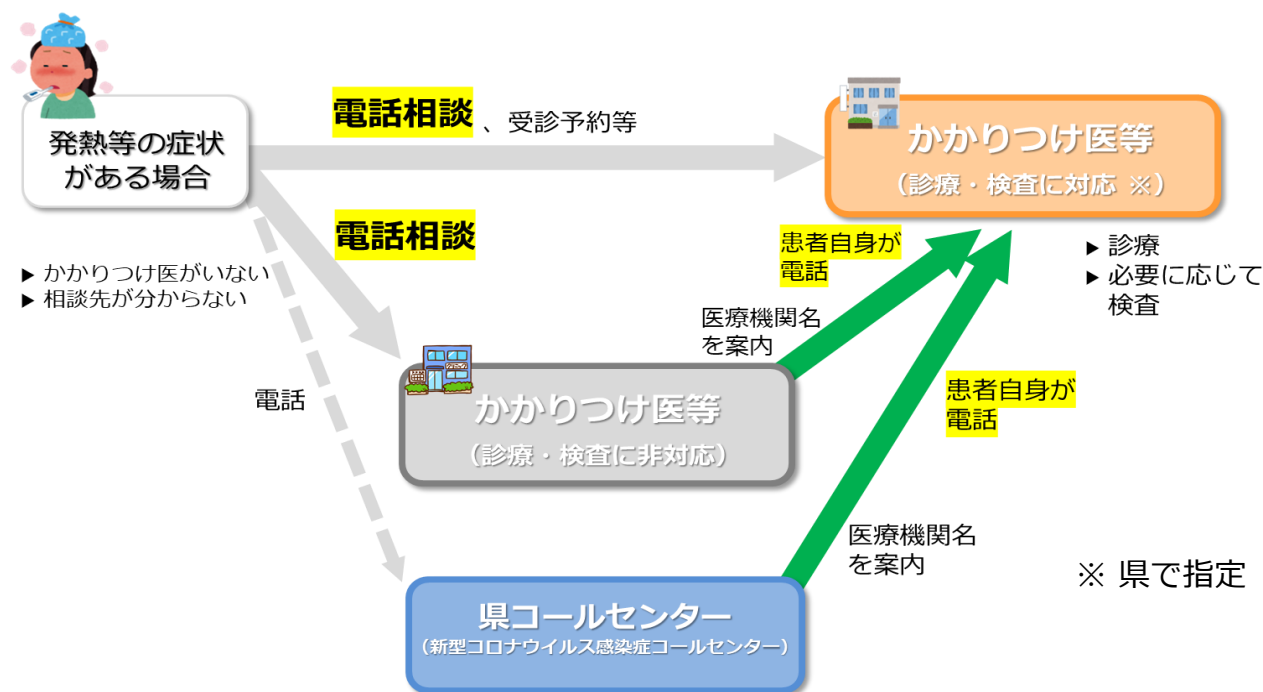 発熱等の症状
がある場合
電話相談 、受診予約等
かかりつけ医等
(診療・検査に対応 ※)
電話相談
▶ かかりつけ医がいない
▶ 相談先が分からない
患者自身が
電話
▶ 診療
▶ 必要に応じて
検査
医療機関名
を案内
かかりつけ医等
(診療・検査に非対応)
電話
患者自身が
電話
医療機関名
を案内
※ 県で指定
県コールセンター
(新型コロナウイルス感染症コールセンター)